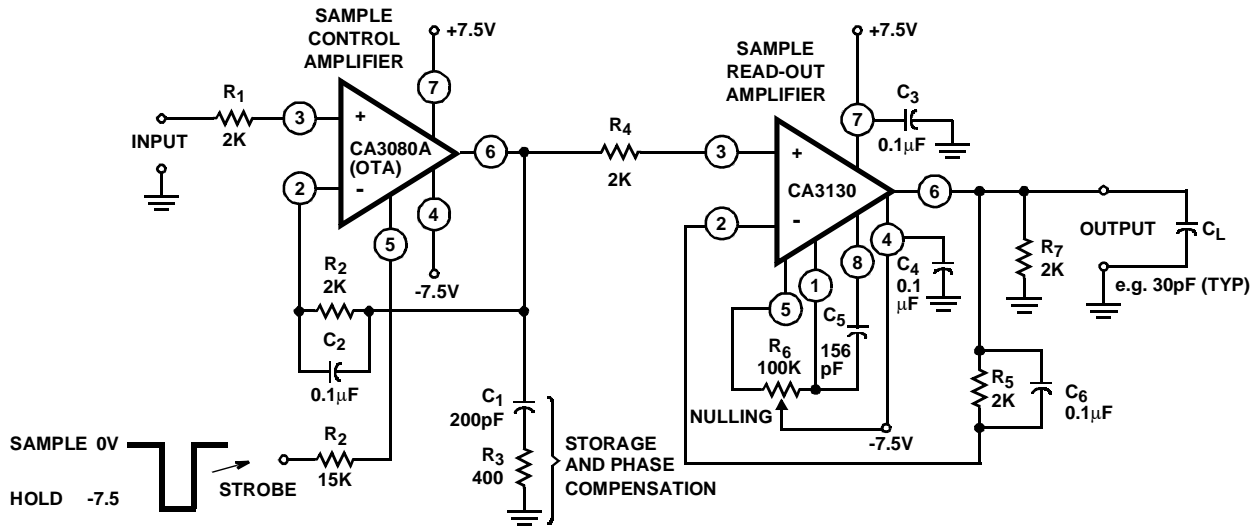 SAMPLE
CONTROL
AMPLIFIER
+7.5V
7
R1
2K
3
+
INPUT
CA3080A
(OTA)
6
2
-
4
5
-7.5V
R2
2K
C2
0.1μF
R4
2K
SAMPLE
READ-OUT
AMPLIFIER
+7.5V
7
C3
0.1μF
3
+
CA3130
6
2
-
4
C4
0.1
μF
8
1
5
C5
156
pF
R6
100K
NULLING
-7.5V
R7
2K
OUTPUT
CL
e.g. 30pF (TYP)
R5
2K
C6
0.1μF
C1
200pF
R3
400
STORAGE
AND PHASE
COMPENSATION
SAMPLE 0V
HOLD -7.5
STROBE
R2
15K